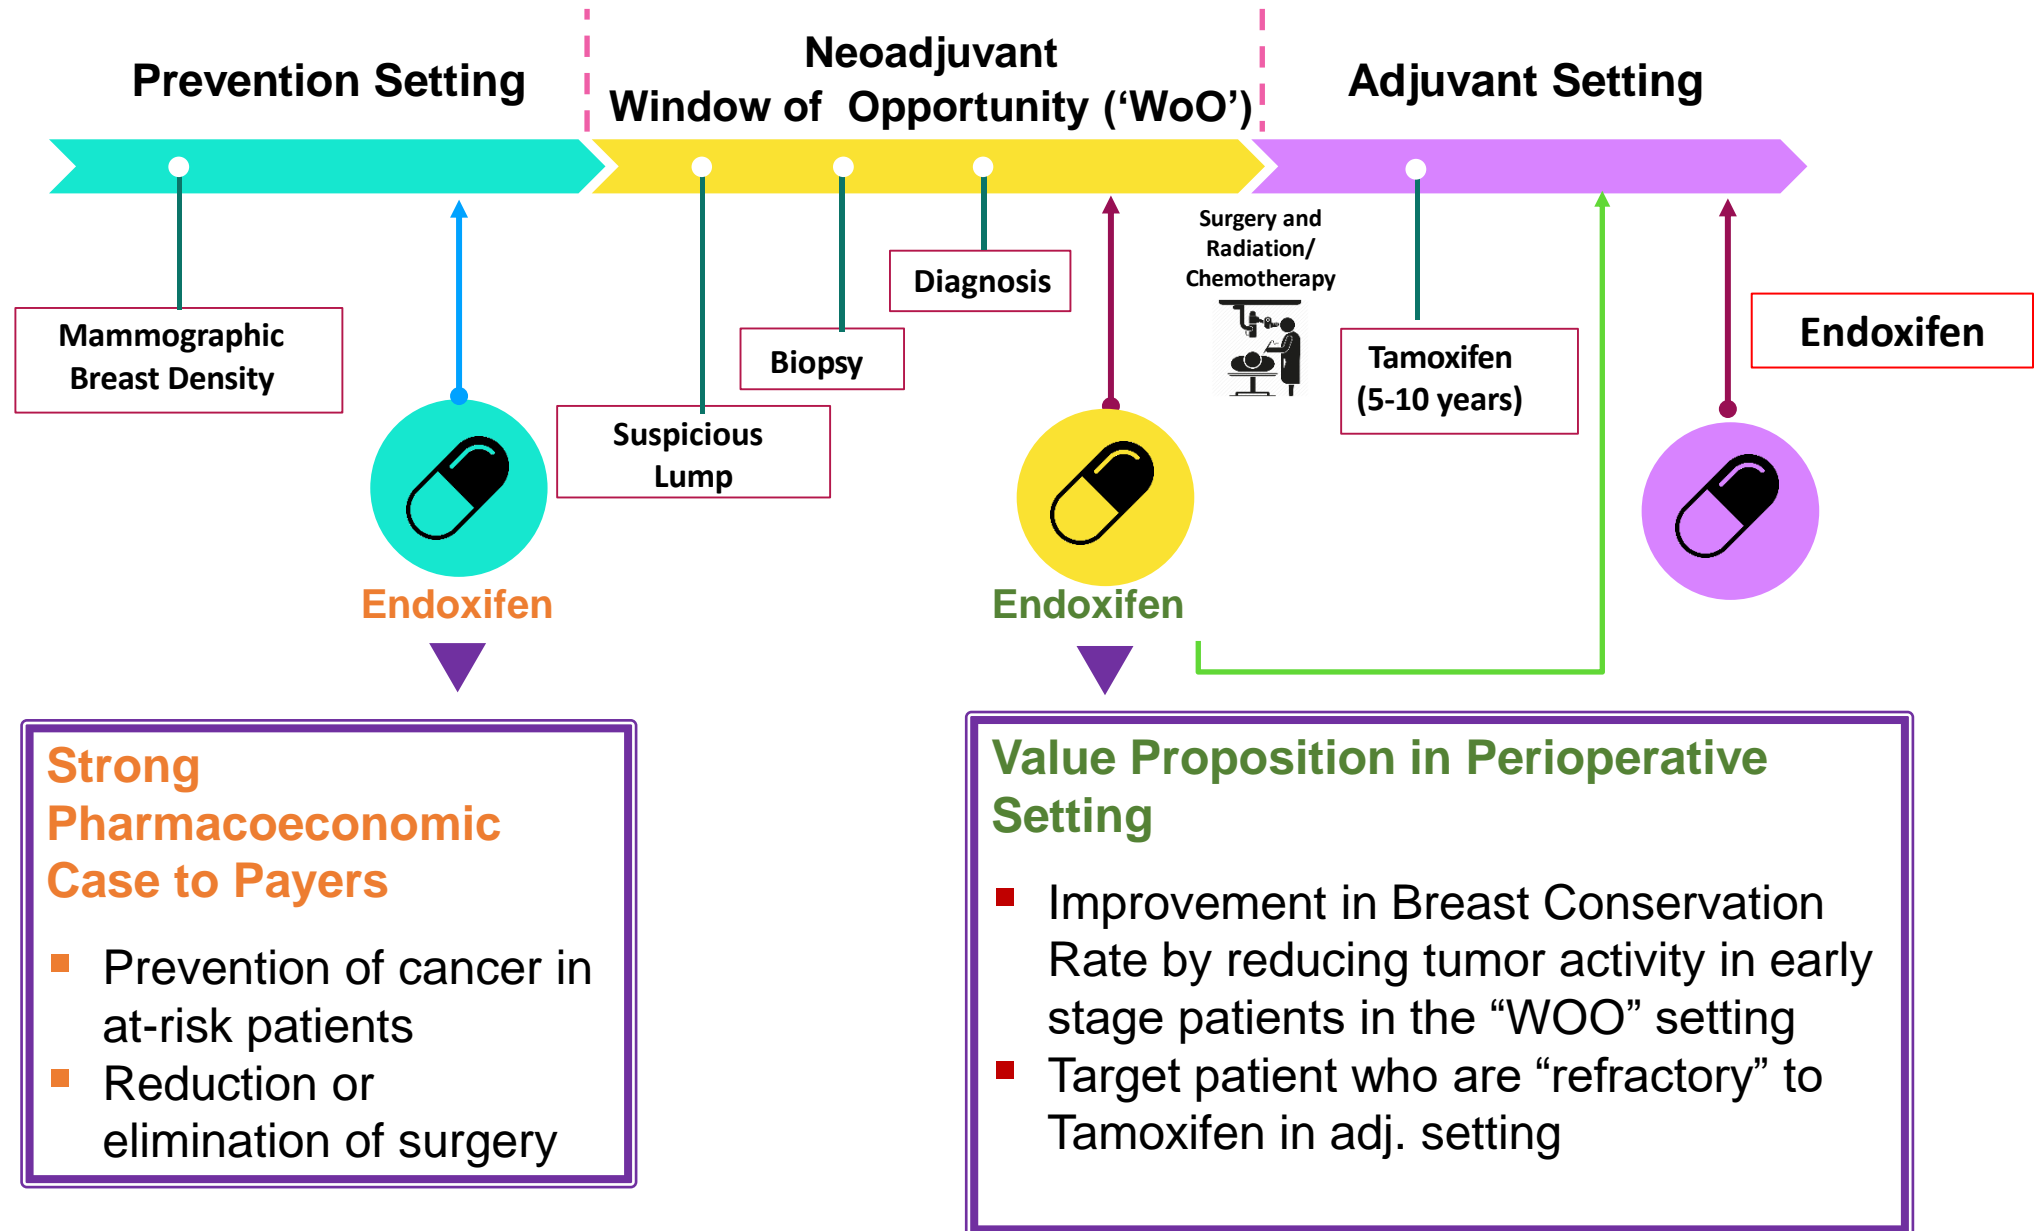 Prevention Setting
Neoadjuvant
Window of  Opportunity (‘WoO’)
Adjuvant Setting
Mammographic
Breast Density
Suspicious
Lump
Biopsy
Diagnosis
Surgery and
Radiation/
Chemotherapy
Tamoxifen
(5-10 years)
Endoxifen
Endoxifen
Endoxifen
Strong
Pharmacoeconomic
Case to Payers
▪ Prevention of cancer in
at-risk patients
▪ Reduction or
elimination of surgery
Value Proposition in Perioperative
Setting
▪ Improvement in Breast Conservation
Rate by reducing tumor activity in early
stage patients in the “WOO” setting
▪ Target patient who are “refractory” to
Tamoxifen in adj. setting